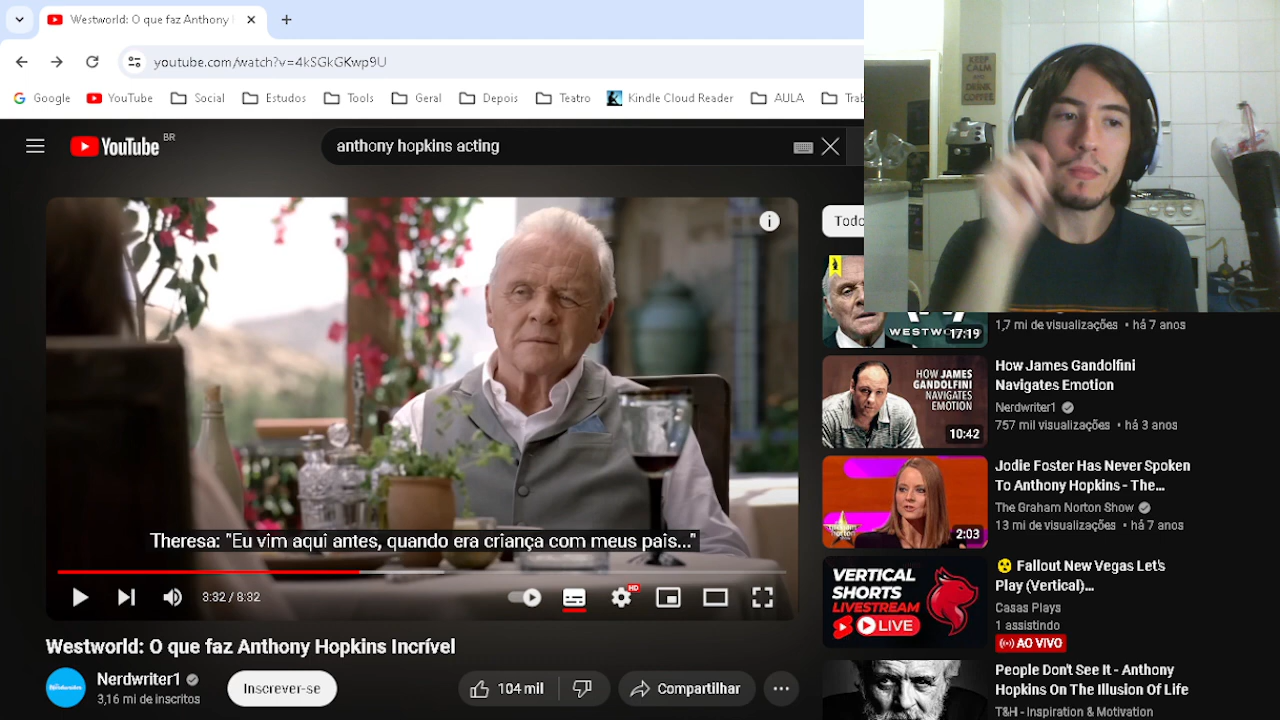 Westworld: O que faz Anthony
youtube.com/watch?v=4kSGkGKwp9U
Google
YouTube
Social
Tools
Geral
Depois
Teatro
Kindle Cloud Reader
AULA
KEEP
CALM
AND
DRINK
COFFEE
YouTube BR
anthony hopkins acting
Theresa: "Eu vim aqui antes, quando era criança com meus pais..."
HD
3:32 / 8:32
Westworld: O que faz Anthony Hopkins Incrível
Nerdwriter1
3,16 mi de inscritos
Inscrever-se
104 mil
Compartilhar
17:19
1,7 mi de visualizações • há 7 anos
HOW JAMES
GANDOLFINI
NAVIGATES
EMOTION
10:42
How James Gandolfini
Navigates Emotion
Nerdwriter1
757 mil visualizações • há 3 anos
2:03
Jodie Foster Has Never Spoken
To Anthony Hopkins - The...
The Graham Norton Show
13 mi de visualizações • há 7 anos
VERTICAL
SHORTS
LIVESTREAM
LIVE
Fallout New Vegas Let's
Play (Vertical)...
Casas Plays
1 assistindo
AO VIVO
People Don't See It - Anthony
Hopkins On The Illusion Of Life
T&H - Inspiration & Motivation